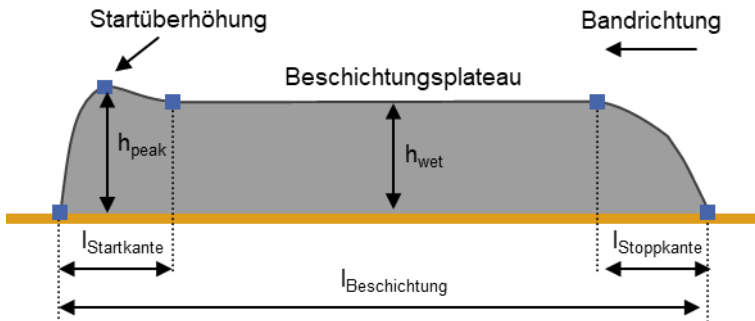 Startüberhöhung
Bandrichtung
Beschichtungsplateau
hpeak
hwet
lStartkante
lStoppkante
lBeschichtung